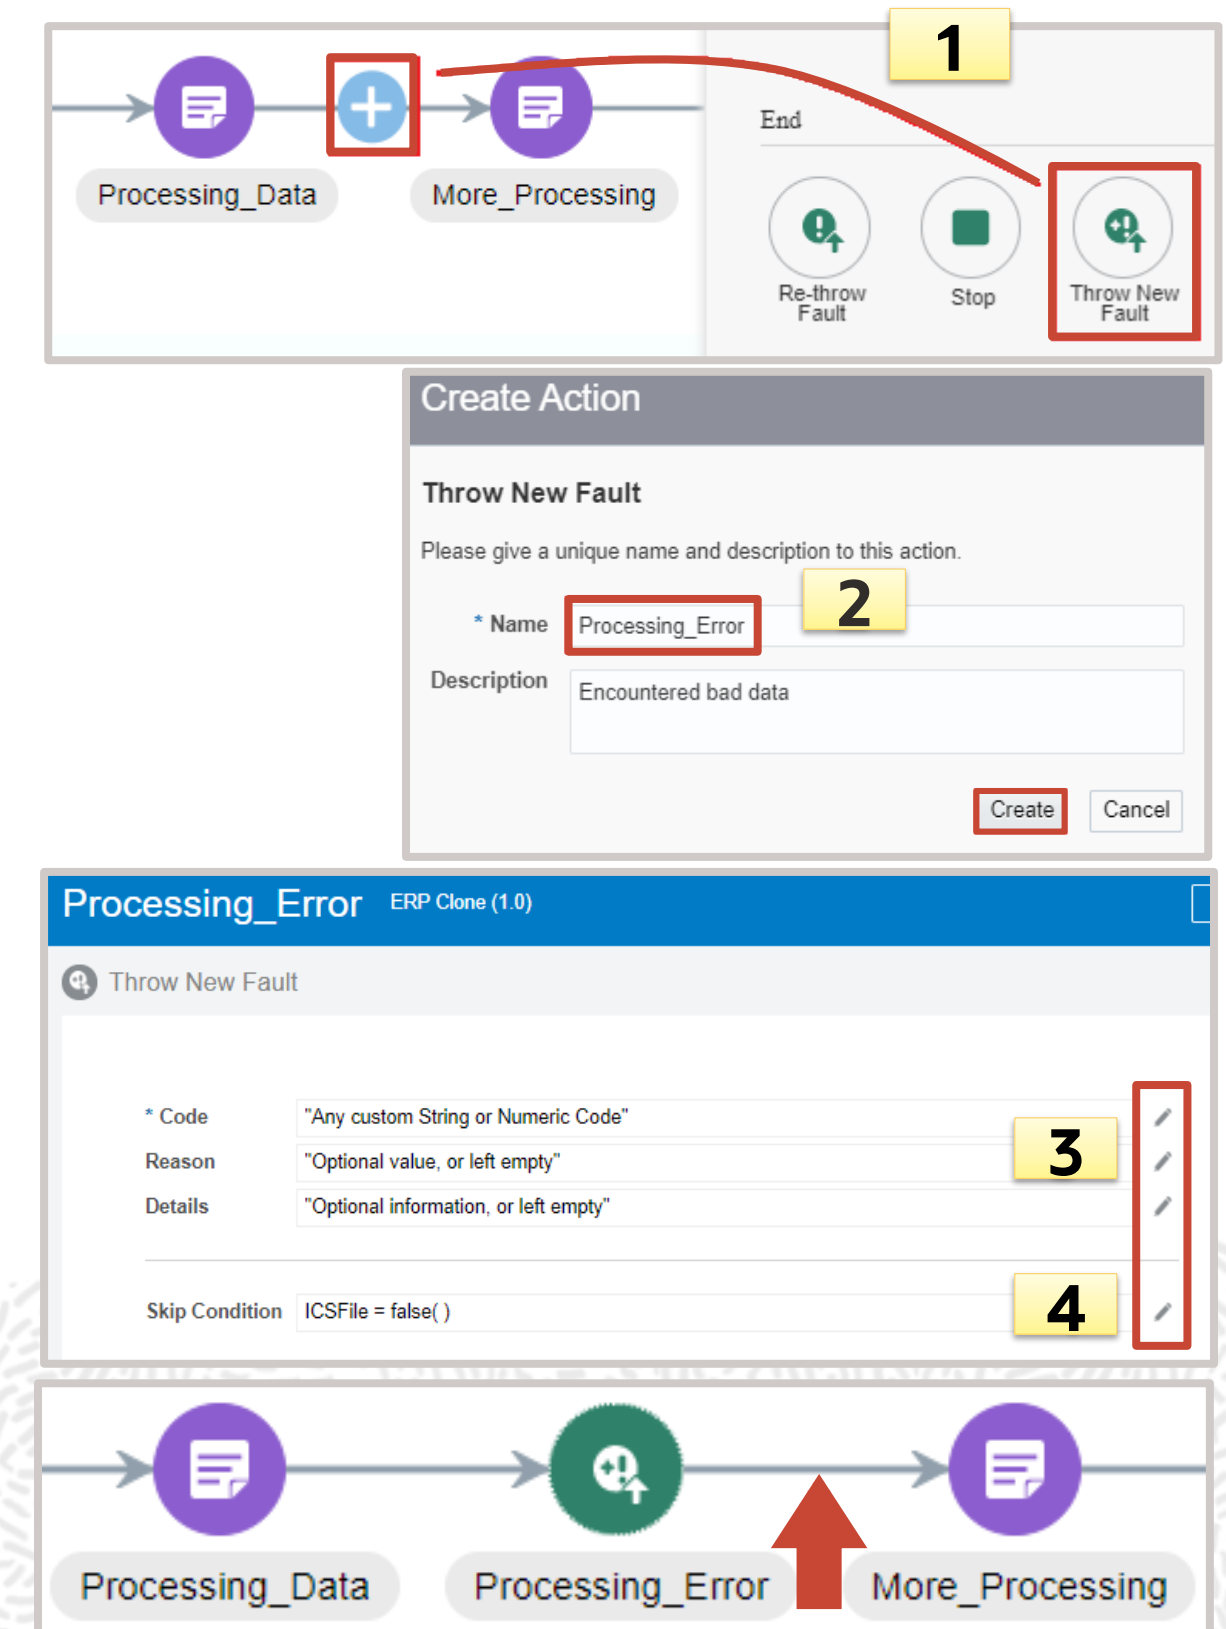 1
End
Processing_Data
More_Processing
Re-throw
Fault
Stop
Throw New
Fault
Create Action
Throw New Fault
Please give a unique name and description to this action.
2
* Name Processing_Error
Description Encountered bad data
Create Cancel
Processing_Error ERP Clone (1.0)
Throw New Fault
* Code "Any custom String or Numeric Code"
3
Reason "Optional value, or left empty"
Details "Optional information, or left empty"
Skip Condition ICSFile = false( )
4
Processing_Data Processing_Error More_Processing